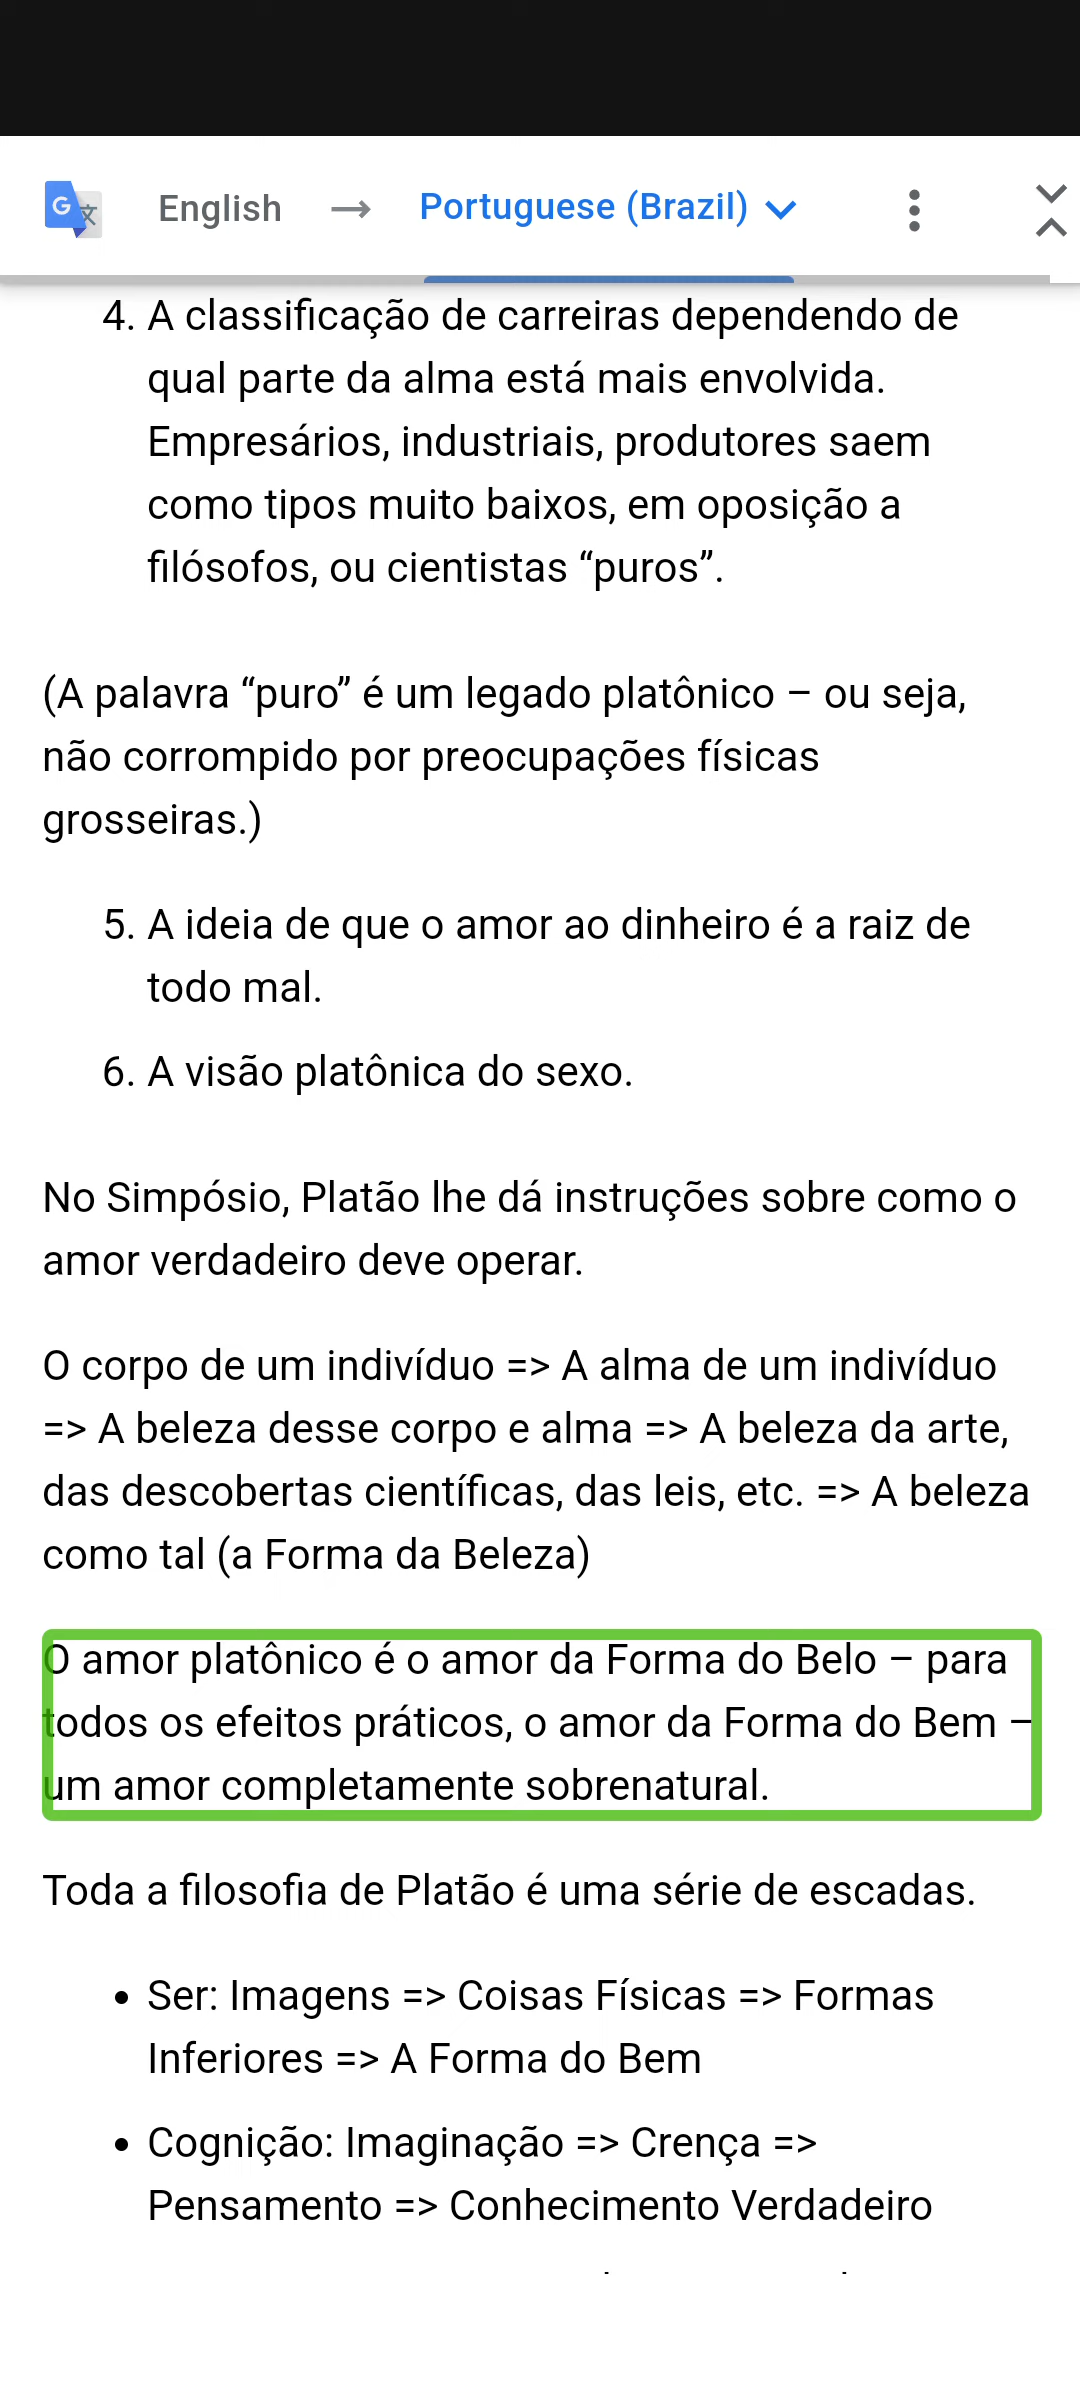 English → Portuguese (Brazil)
4. A classificação de carreiras dependendo de
qual parte da alma está mais envolvida.
Empresários, industriais, produtores saem
como tipos muito baixos, em oposição a
filósofos, ou cientistas “puros”.
(A palavra “puro” é um legado platônico – ou seja,
não corrompido por preocupações físicas
grosseiras.)
5. A ideia de que o amor ao dinheiro é a raiz de
todo mal.
6. A visão platônica do sexo.
No Simpósio, Platão lhe dá instruções sobre como o
amor verdadeiro deve operar.
O corpo de um indivíduo => A alma de um indivíduo
=> A beleza desse corpo e alma => A beleza da arte,
das descobertas científicas, das leis, etc. => A beleza
como tal (a Forma da Beleza)
O amor platônico é o amor da Forma do Belo – para
todos os efeitos práticos, o amor da Forma do Bem –
um amor completamente sobrenatural.
Toda a filosofia de Platão é uma série de escadas.
• Ser: Imagens => Coisas Físicas => Formas
Inferiores => A Forma do Bem
• Cognição: Imaginação => Crença =>
Pensamento => Conhecimento Verdadeiro